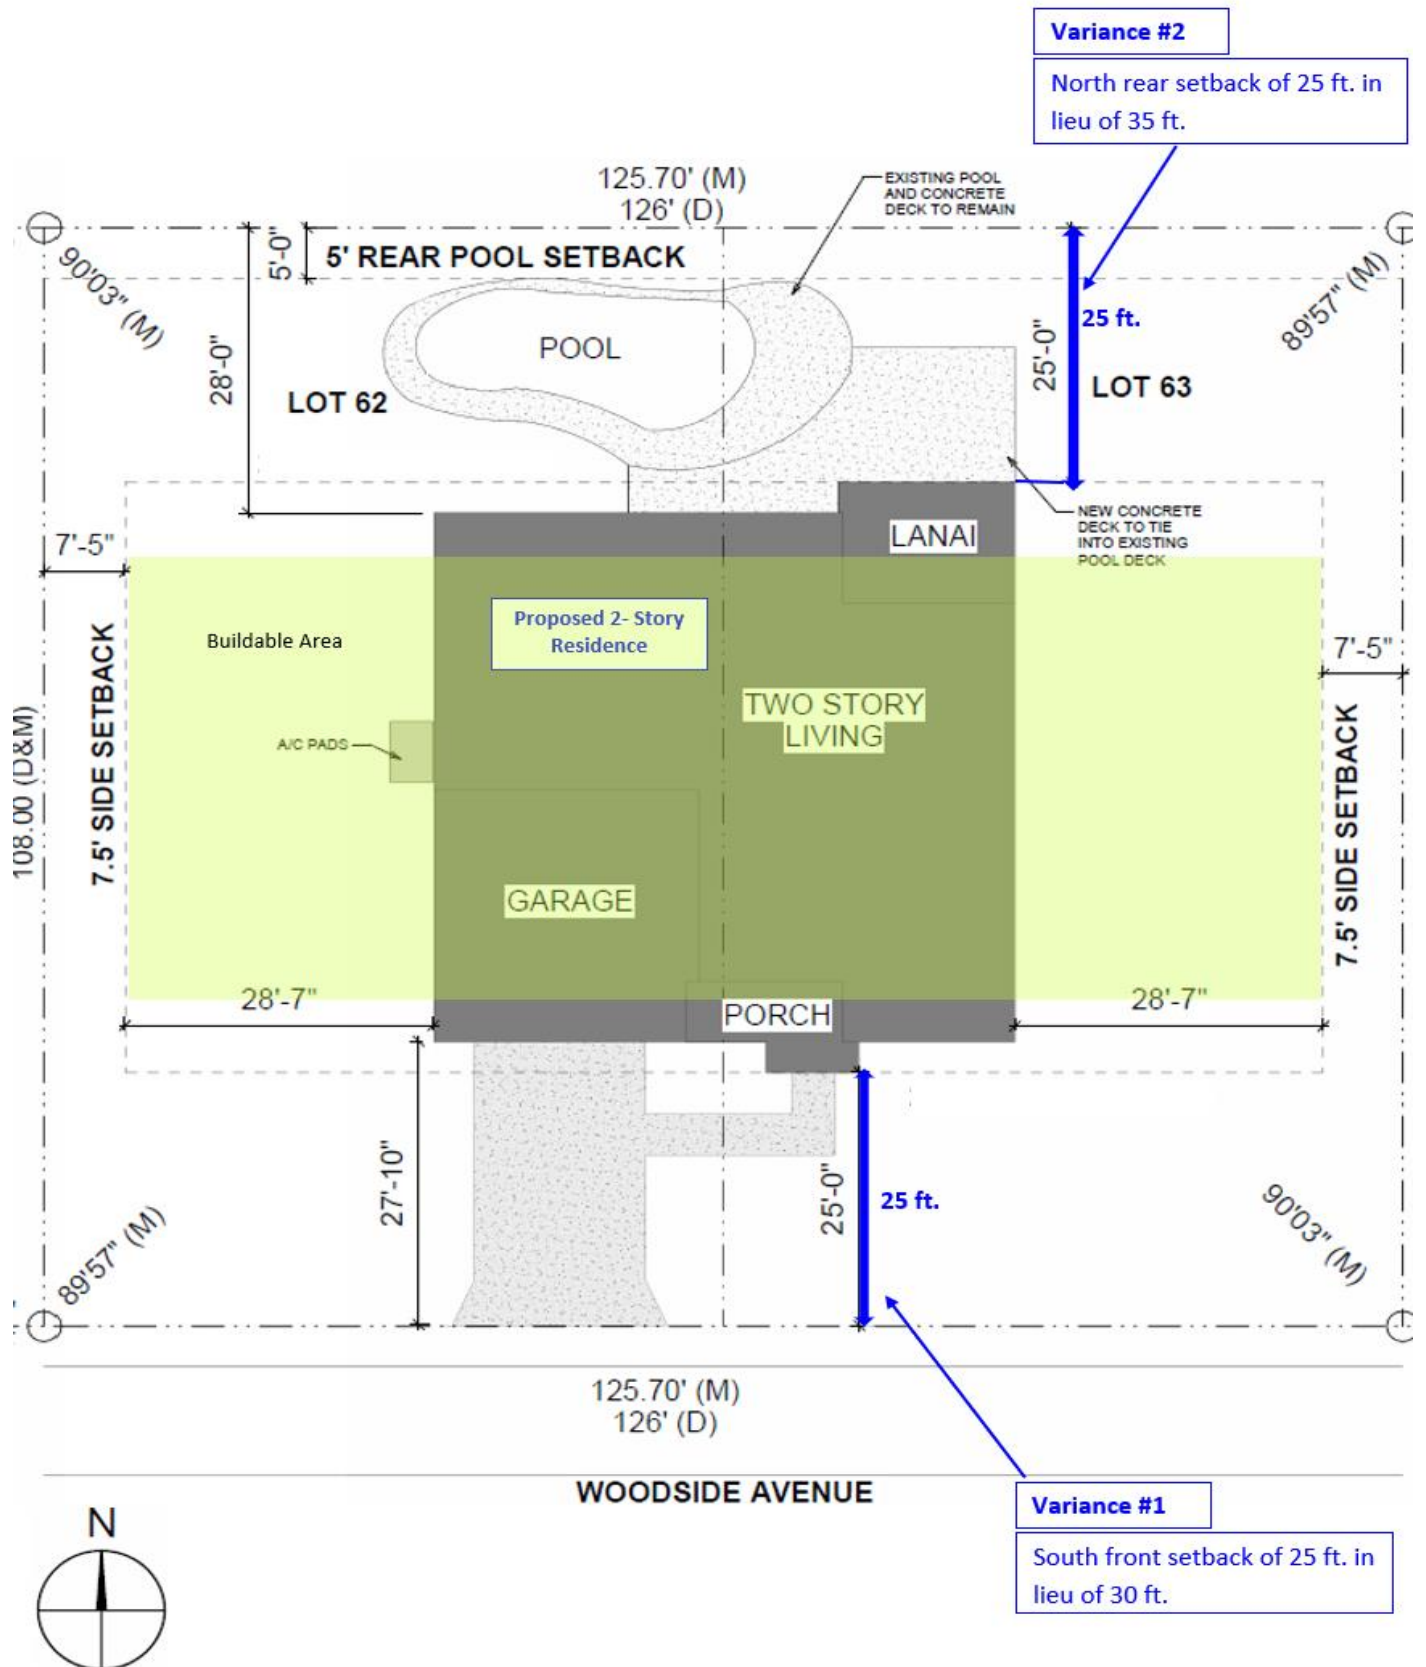 Variance #2
North rear setback of 25 ft. in
lieu of 35 ft.
125.70' (M)
126' (D)
EXISTING POOL
AND CONCRETE
DECK TO REMAIN
90'03" (M)
5'-0"
5' REAR POOL SETBACK
89'57" (M)
28'-0"
POOL
25'-0"
25 ft.
LOT 62
LOT 63
7'-5"
LANAI
NEW CONCRETE
DECK TO TIE
INTO EXISTING
POOL DECK
Proposed 2- Story
Residence
Buildable Area
7'-5"
108.00 (D&M)
7.5' SIDE SETBACK
A/C PADS
TWO STORY
LIVING
7.5' SIDE SETBACK
GARAGE
28'-7"
PORCH
28'-7"
27'-10"
25'-0"
25 ft.
89'57" (M)
90'03" (M)
125.70' (M)
126' (D)
WOODSIDE AVENUE
N
Variance #1
South front setback of 25 ft. in
lieu of 30 ft.